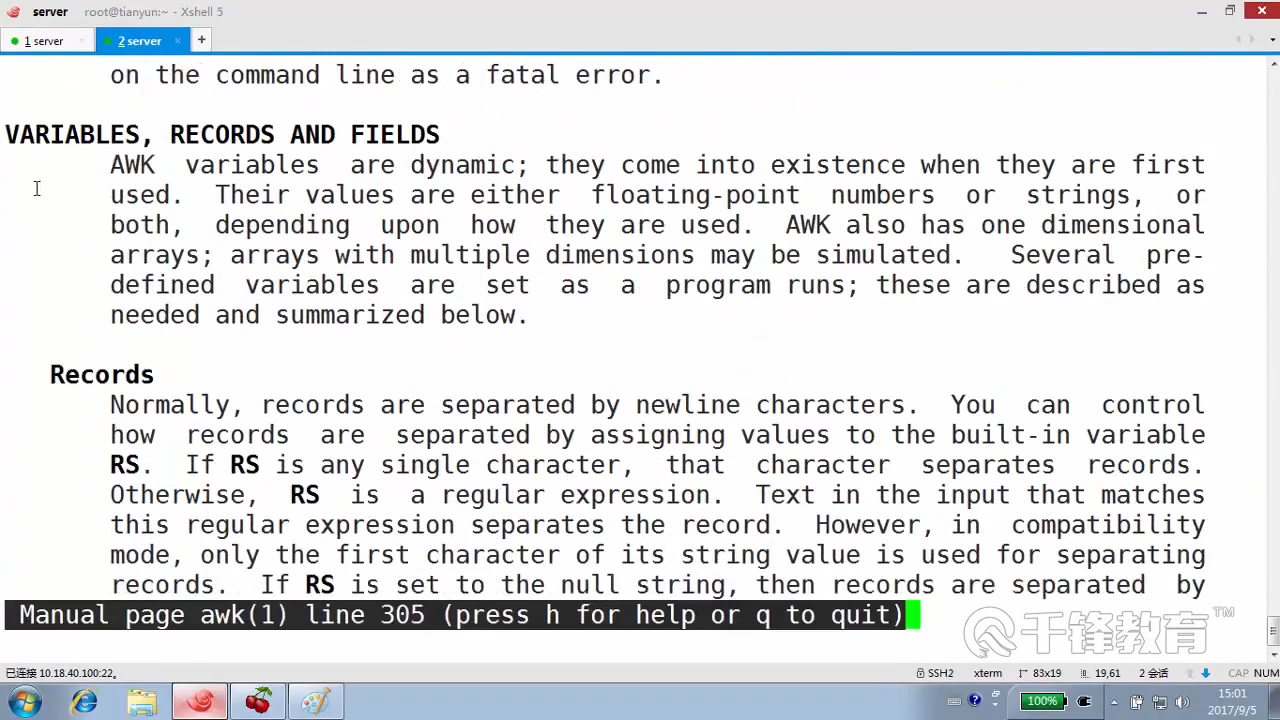 server root@tianyun:~ - Xshell 5
1 server × 2 server × +
on the command line as a fatal error.
VARIABLES, RECORDS AND FIELDS
AWK variables are dynamic; they come into existence when they are first
used. Their values are either floating-point numbers or strings, or
both, depending upon how they are used. AWK also has one dimensional
arrays; arrays with multiple dimensions may be simulated. Several pre-
defined variables are set as a program runs; these are described as
needed and summarized below.
Records
Normally, records are separated by newline characters. You can control
how records are separated by assigning values to the built-in variable
RS. If RS is any single character, that character separates records.
Otherwise, RS is a regular expression. Text in the input that matches
this regular expression separates the record. However, in compatibility
mode, only the first character of its string value is used for separating
records. If RS is set to the null string, then records are separated by
Manual page awk(1) line 305 (press h for help or q to quit)
千锋教育™
已连接 10.18.40.100:22。 SSH2 xterm 83x19 19,61 2 会话 CAP NUM
100% 15:01
2017/9/5